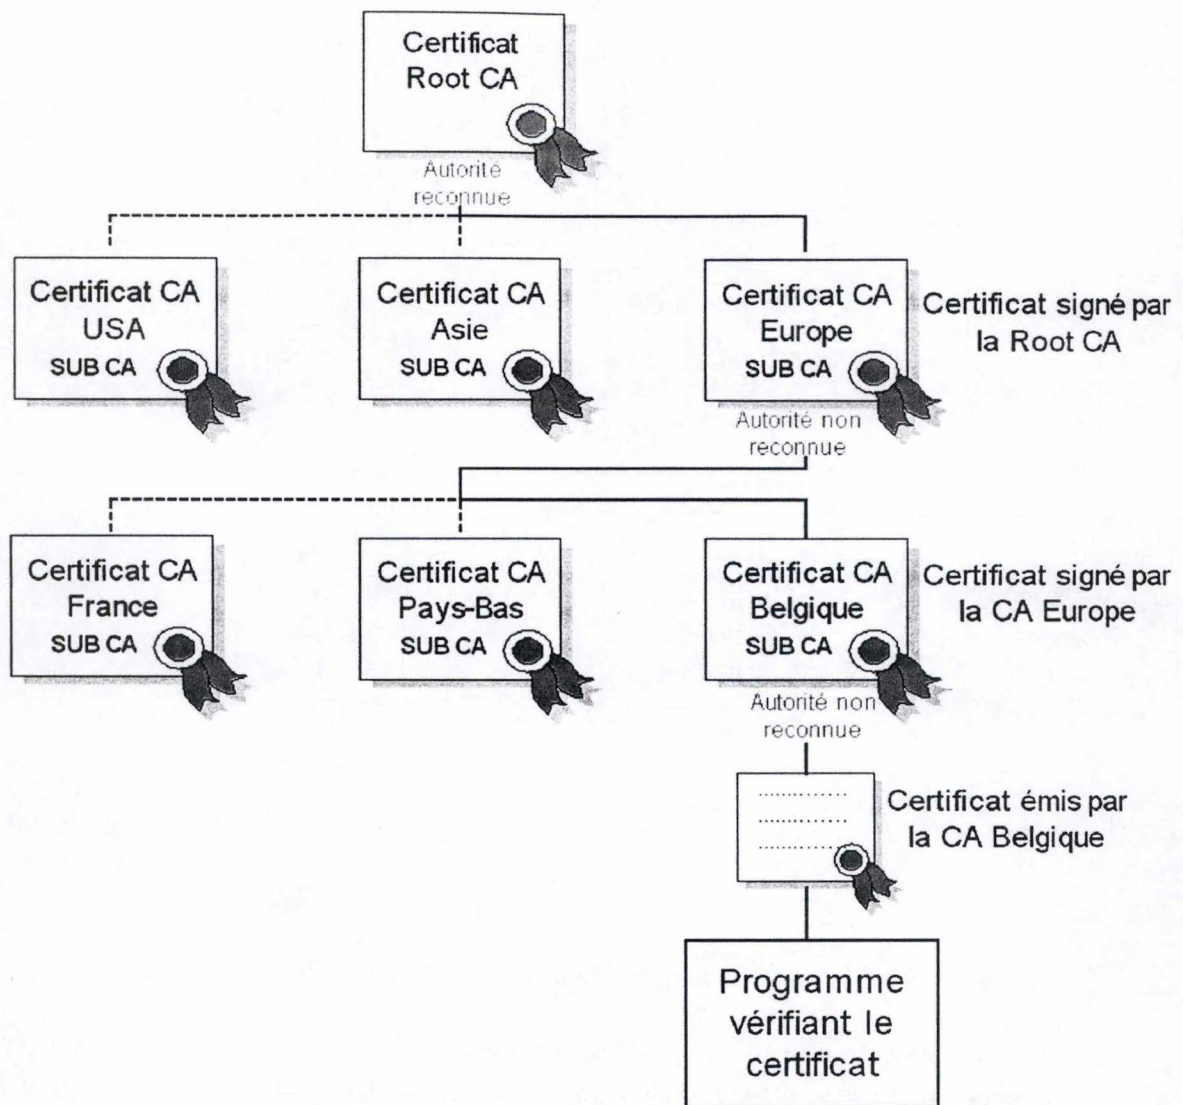 Certificat
Root CA
Autorité
reconnue
Certificat CA
USA
SUB CA
Certificat CA
Asie
SUB CA
Certificat CA
Europe
SUB CA
Certificat signé par
la Root CA
Autorité non
reconnue
Certificat CA
France
SUB CA
Certificat CA
Pays-Bas
SUB CA
Certificat CA
Belgique
SUB CA
Certificat signé par
la CA Europe
Autorité non
reconnue
Certificat émis par
la CA Belgique
Programme
vérifiant le
certificat